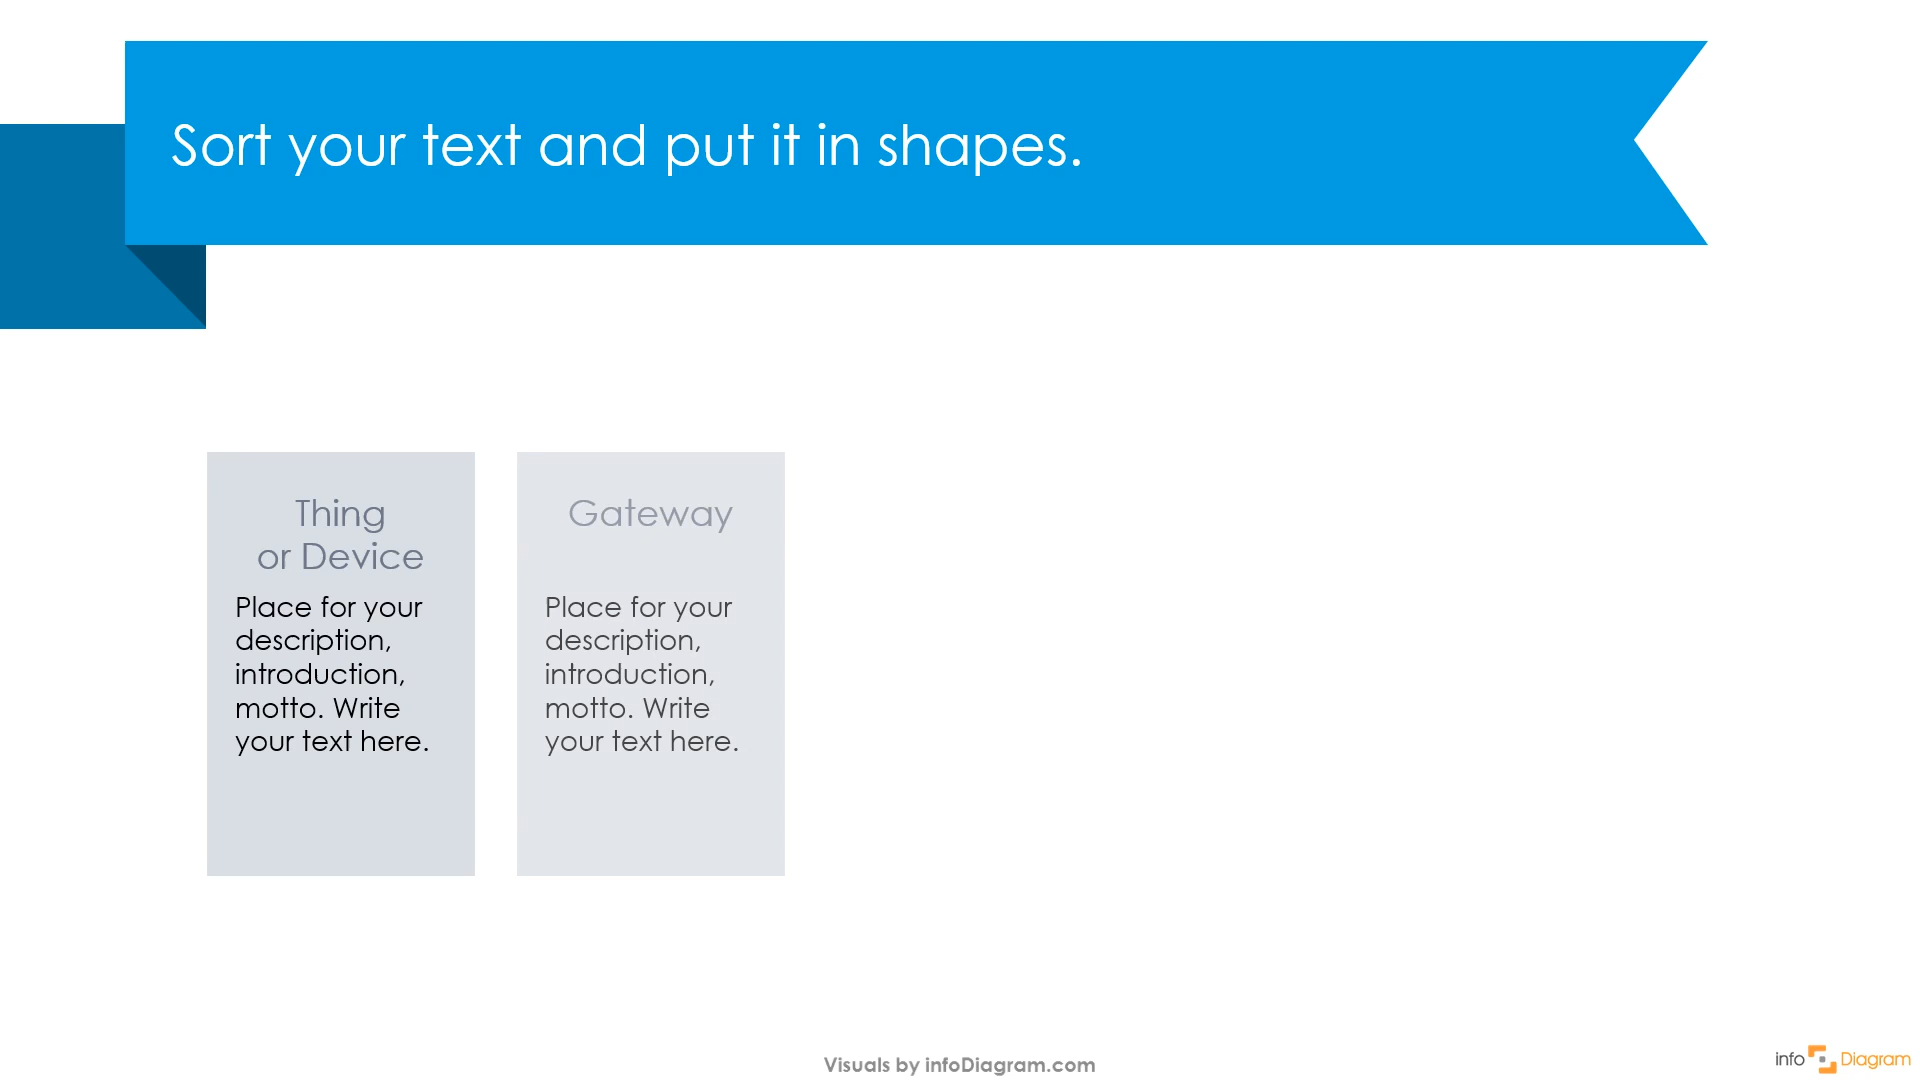 Sort your text and put it in shapes.
Thing
or Device
Place for your
description,
introduction,
motto. Write
your text here.
Gateway
Place for your
description,
introduction,
motto. Write
your text here.
Visuals by infoDiagram.com
info Diagram